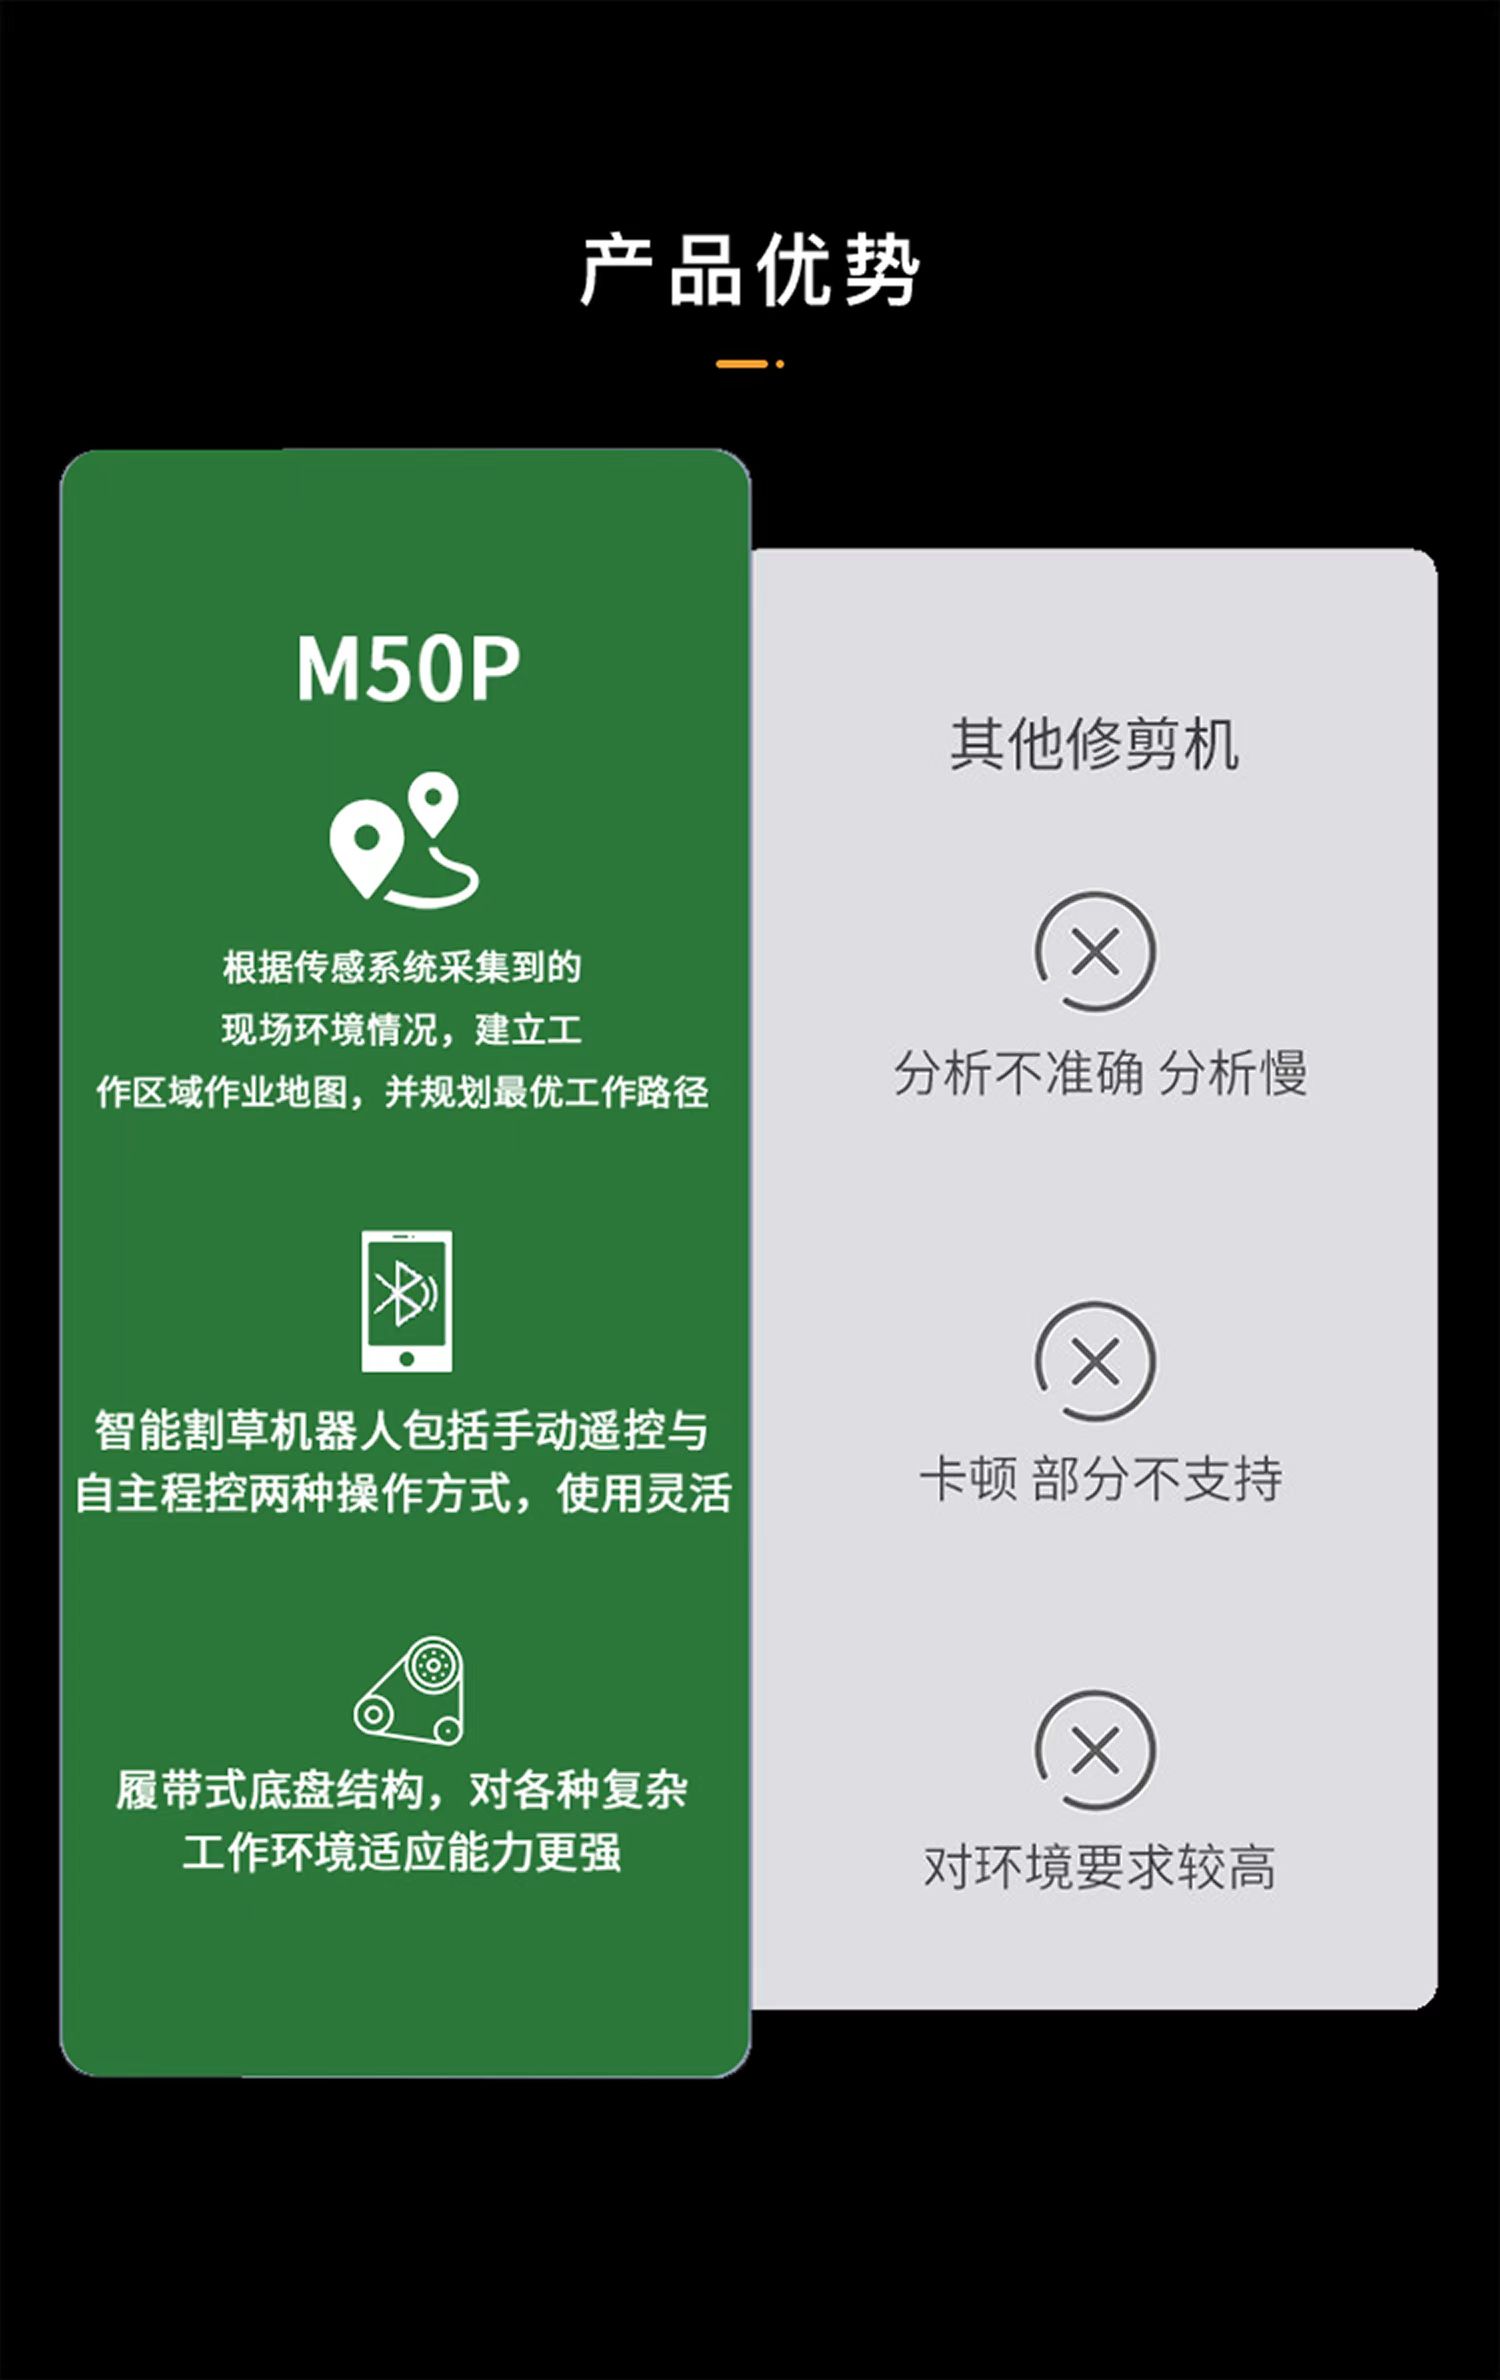 产品优势
M50P
根据传感系统采集到的
现场环境情况，建立工
作区域作业地图，并规划最优工作路径
智能割草机器人包括手动遥控与
自主程控两种操作方式，使用灵活
履带式底盘结构，对各种复杂
工作环境适应能力更强
其他修剪机
分析不准确 分析慢
卡顿 部分不支持
对环境要求较高